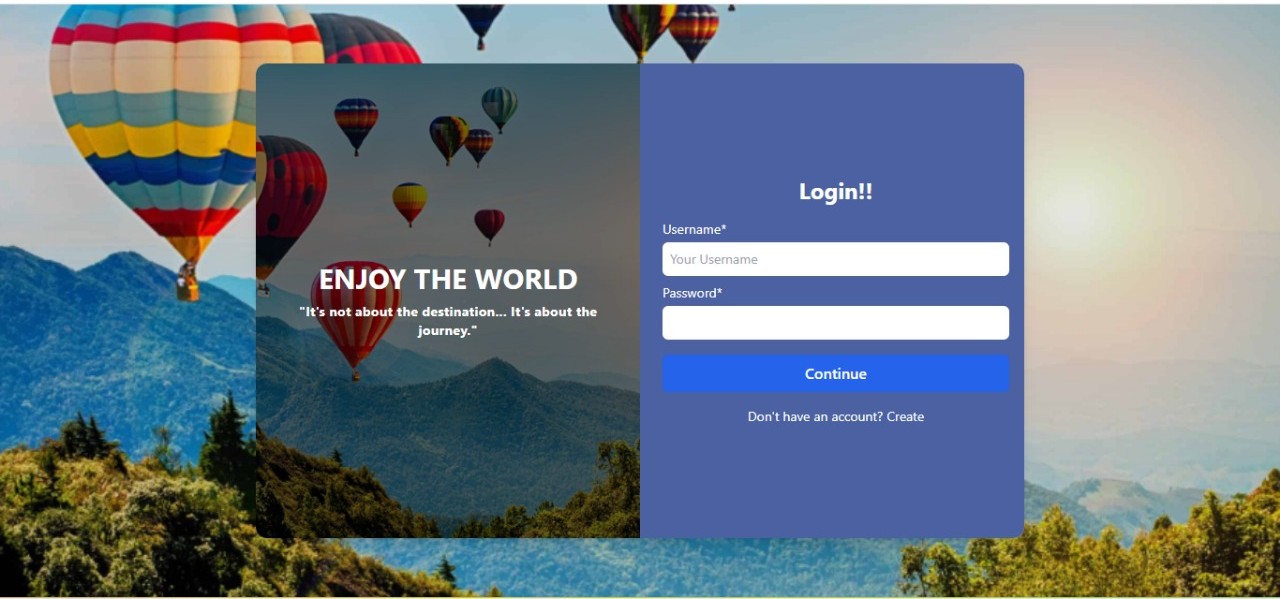 ENJOY THE WORLD
"It's not about the destination... It's about the
journey."
Login!!
Username*
Your Username
Password*
Continue
Don't have an account? Create